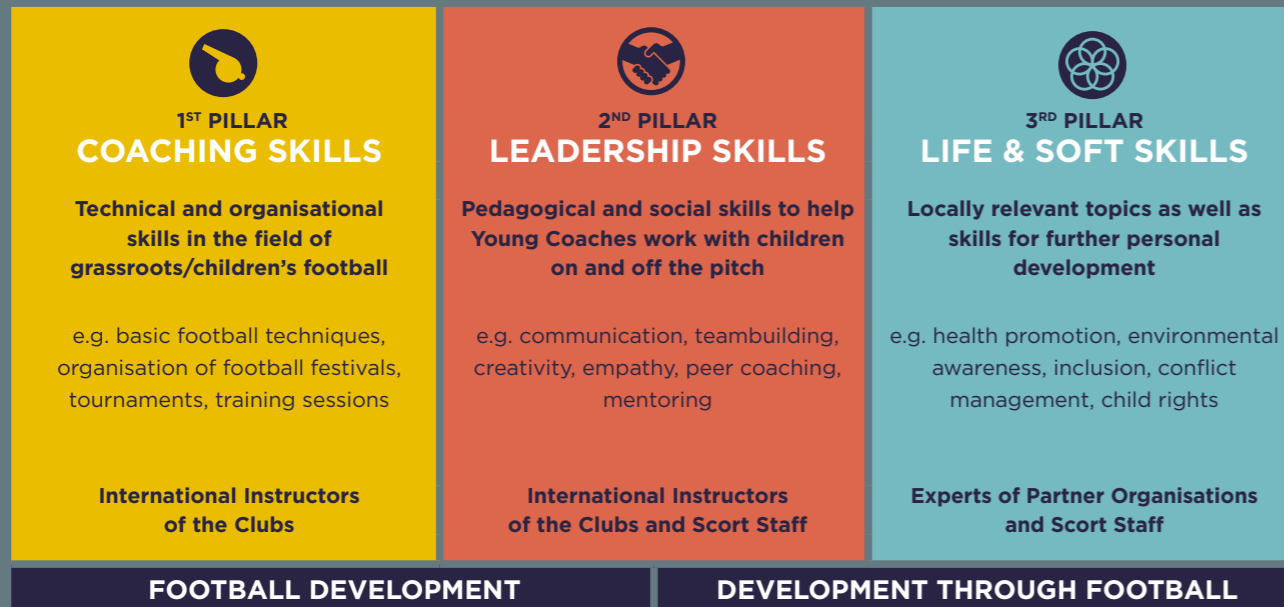 1ST PILLAR
COACHING SKILLS
Technical and organisational
skills in the field of
grassroots/children’s football
e.g. basic football techniques,
organisation of football festivals,
tournaments, training sessions
International Instructors
of the Clubs
2ND PILLAR
LEADERSHIP SKILLS
Pedagogical and social skills to help
Young Coaches work with children
on and off the pitch
e.g. communication, teambuilding,
creativity, empathy, peer coaching,
mentoring
International Instructors
of the Clubs and Scort Staff
3RD PILLAR
LIFE & SOFT SKILLS
Locally relevant topics as well as
skills for further personal
development
e.g. health promotion, environmental
awareness, inclusion, conflict
management, child rights
Experts of Partner Organisations
and Scort Staff
FOOTBALL DEVELOPMENT
DEVELOPMENT THROUGH FOOTBALL